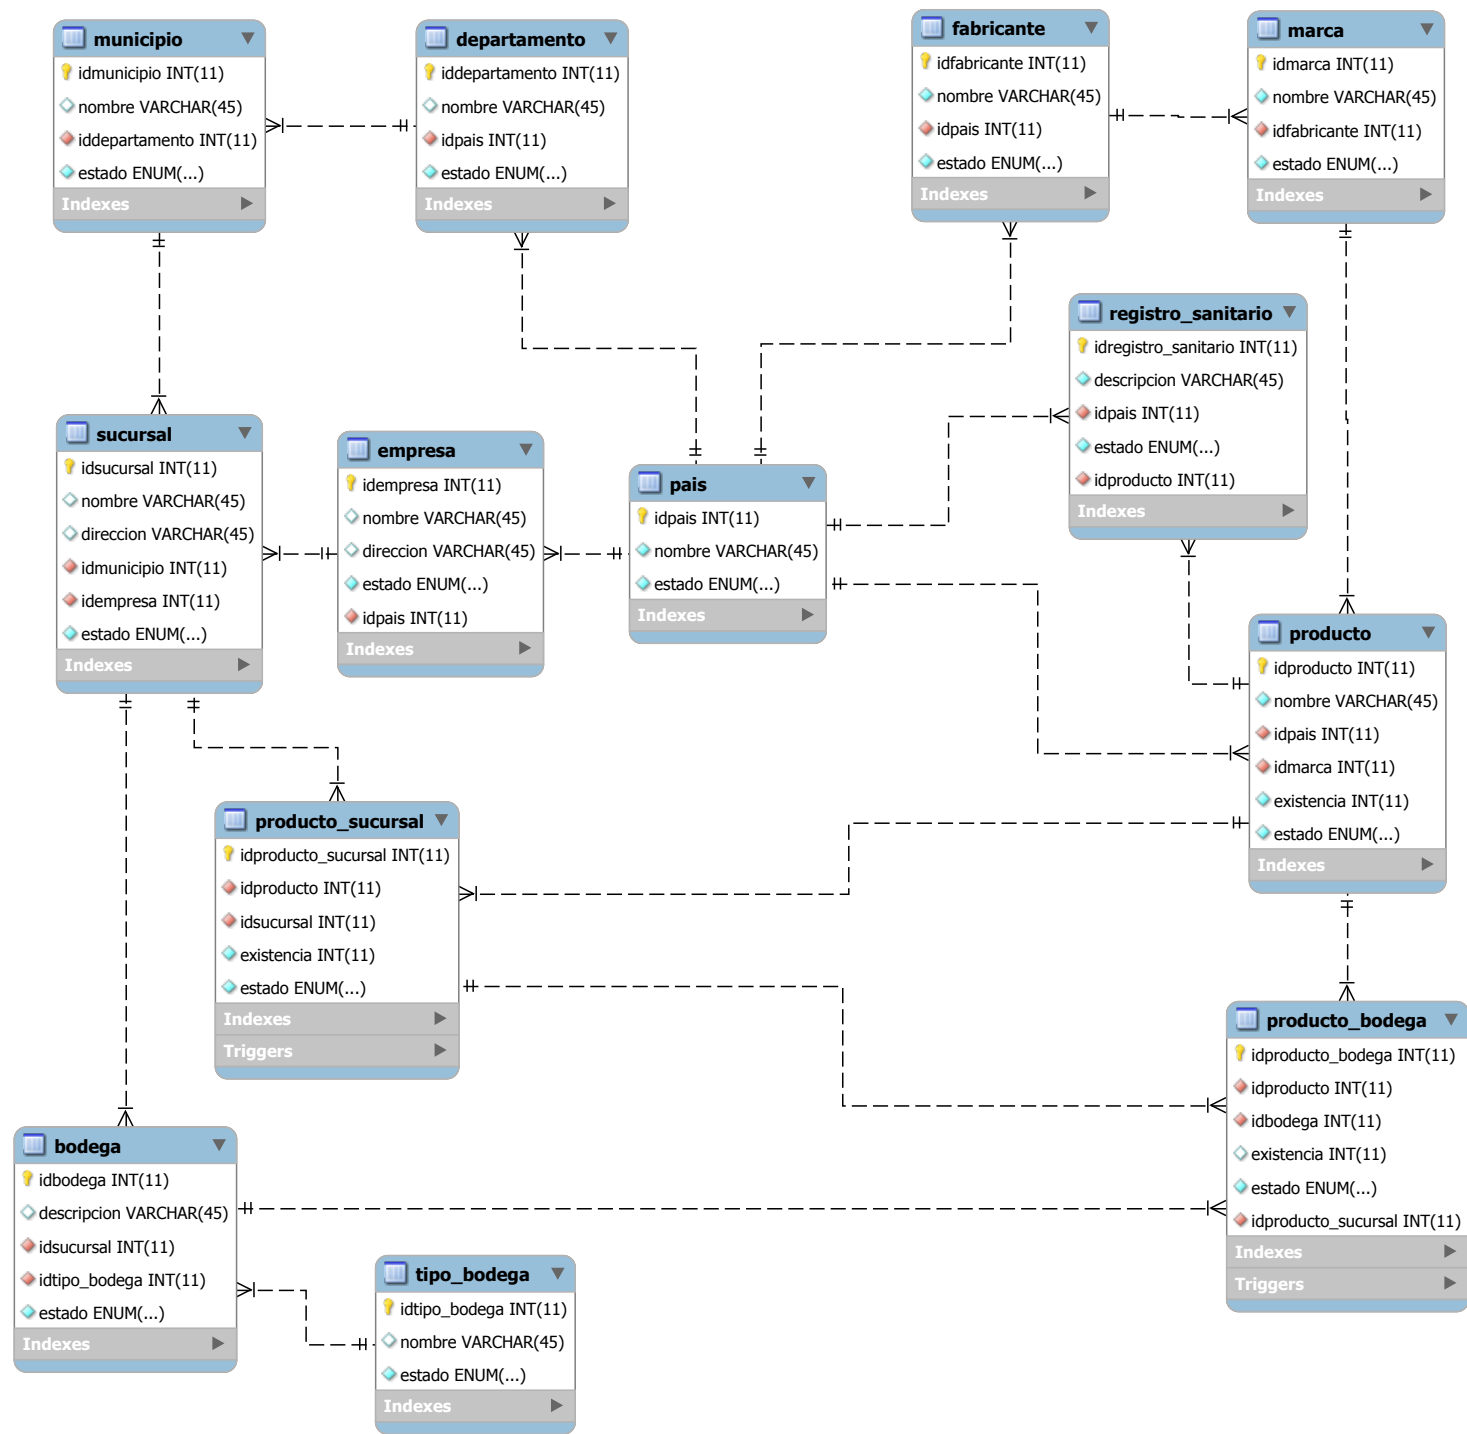 municipio
idmunicipio INT(11)
nombre VARCHAR(45)
iddepartamento INT(11)
estado ENUM(...)
Indexes
departamento
iddepartamento INT(11)
nombre VARCHAR(45)
idpais INT(11)
estado ENUM(...)
Indexes
fabricante
idfabricante INT(11)
nombre VARCHAR(45)
idpais INT(11)
estado ENUM(...)
Indexes
marca
idmarca INT(11)
nombre VARCHAR(45)
idfabricante INT(11)
estado ENUM(...)
Indexes
registro_sanitario
idregistro_sanitario INT(11)
descripcion VARCHAR(45)
idpais INT(11)
estado ENUM(...)
idproducto INT(11)
Indexes
sucursal
idsucursal INT(11)
nombre VARCHAR(45)
direccion VARCHAR(45)
idmunicipio INT(11)
idempresa INT(11)
estado ENUM(...)
Indexes
empresa
idempresa INT(11)
nombre VARCHAR(45)
direccion VARCHAR(45)
estado ENUM(...)
idpais INT(11)
Indexes
pais
idpais INT(11)
nombre VARCHAR(45)
estado ENUM(...)
Indexes
producto
idproducto INT(11)
nombre VARCHAR(45)
idpais INT(11)
idmarca INT(11)
existencia INT(11)
estado ENUM(...)
Indexes
producto_sucursal
idproducto_sucursal INT(11)
idproducto INT(11)
idsucursal INT(11)
existencia INT(11)
estado ENUM(...)
Indexes
Triggers
producto_bodega
idproducto_bodega INT(11)
idproducto INT(11)
idbodega INT(11)
existencia INT(11)
estado ENUM(...)
idproducto_sucursal INT(11)
Indexes
Triggers
bodega
idbodega INT(11)
descripcion VARCHAR(45)
idsucursal INT(11)
idtipo_bodega INT(11)
estado ENUM(...)
Indexes
tipo_bodega
idtipo_bodega INT(11)
nombre VARCHAR(45)
estado ENUM(...)
Indexes